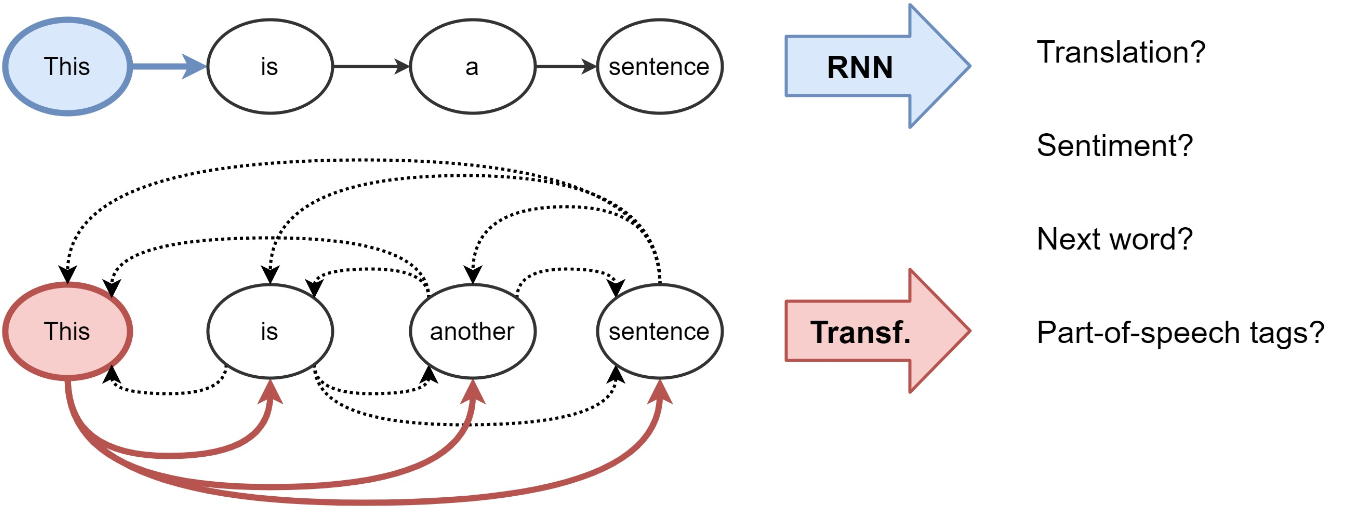 This is a sentence
RNN
Translation?
Sentiment?
Next word?
This is another sentence
Transf.
Part-of-speech tags?